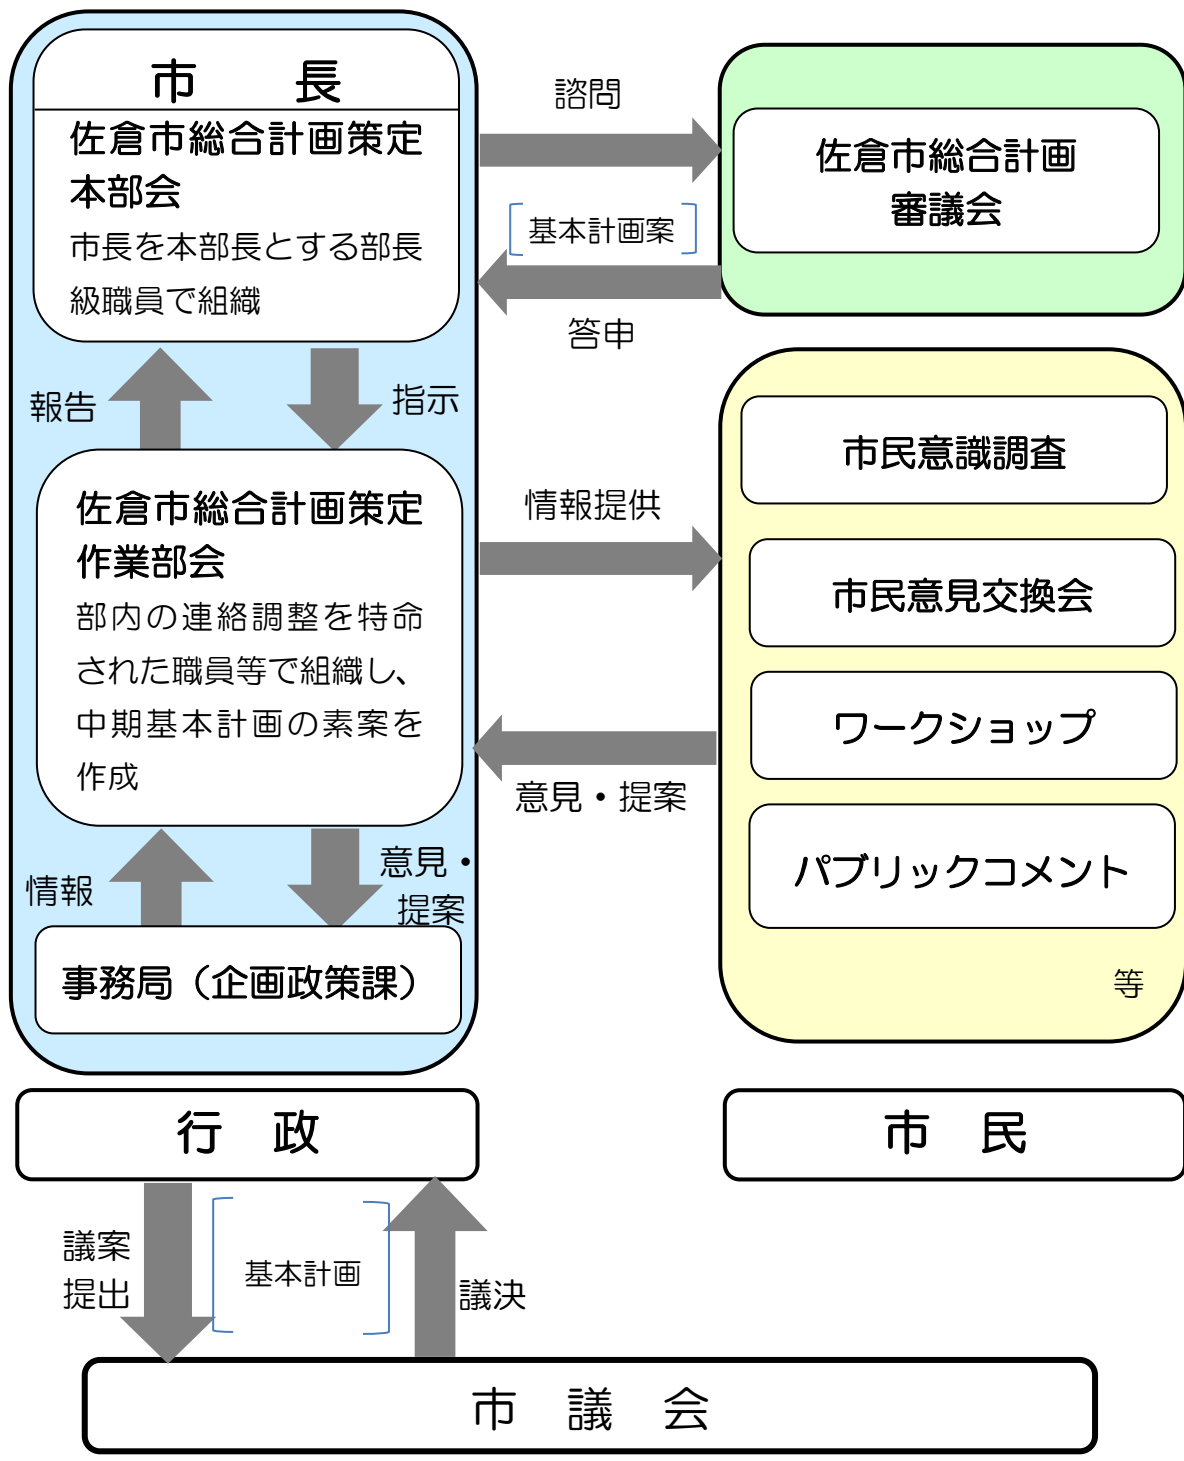 市　長
佐倉市総合計画策定
本部会
市長を本部長とする部長
級職員で組織
諮問
基本計画案
答申
佐倉市総合計画
審議会
報告
指示
佐倉市総合計画策定
作業部会
部内の連絡調整を特命
された職員等で組織し、
中期基本計画の素案を
作成
情報提供
意見・提案
市民意識調査
市民意見交換会
ワークショップ
パブリックコメント
等
情報
意見・
提案
事務局（企画政策課）
行　政
市　民
議案
提出
基本計画
議決
市　議　会